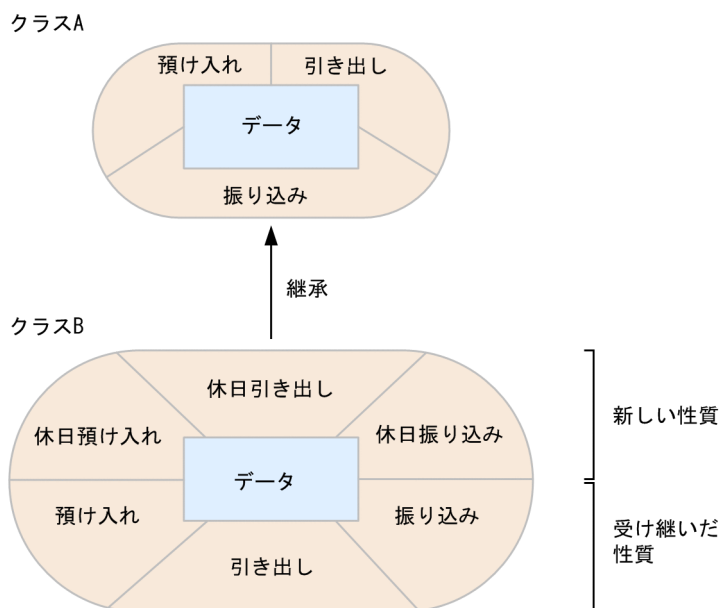 クラスA
預け入れ
引き出し
データ
振り込み
継承
クラスB
休日引き出し
休日預け入れ
休日振り込み
新しい性質
データ
預け入れ
振り込み
引き出し
受け継いだ
性質